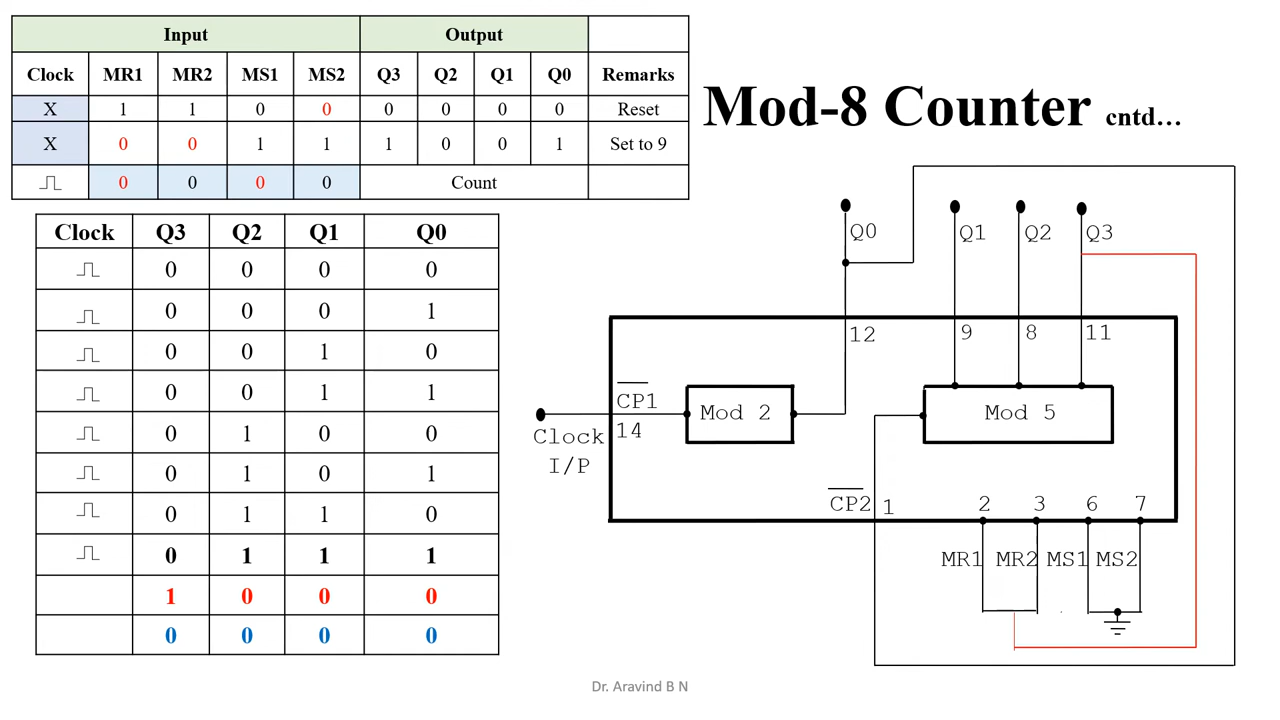 Input Output
Clock MR1 MR2 MS1 MS2 Q3 Q2 Q1 Q0 Remarks
X 1 1 0 0 0 0 0 0 Reset
X 0 0 1 1 1 0 0 1 Set to 9
0 0 0 0 Count
Mod-8 Counter cntd...
Clock Q3 Q2 Q1 Q0
0 0 0 0
0 0 0 1
0 0 1 0
0 0 1 1
0 1 0 0
0 1 0 1
0 1 1 0
0 1 1 1
1 0 0 0
0 0 0 0
Q0 Q1 Q2 Q3
12 9 8 11
CP1
14
Mod 2 Mod 5
Clock
I/P
CP2 1 2 3 6 7
MR1 MR2 MS1 MS2
Dr. Aravind B N